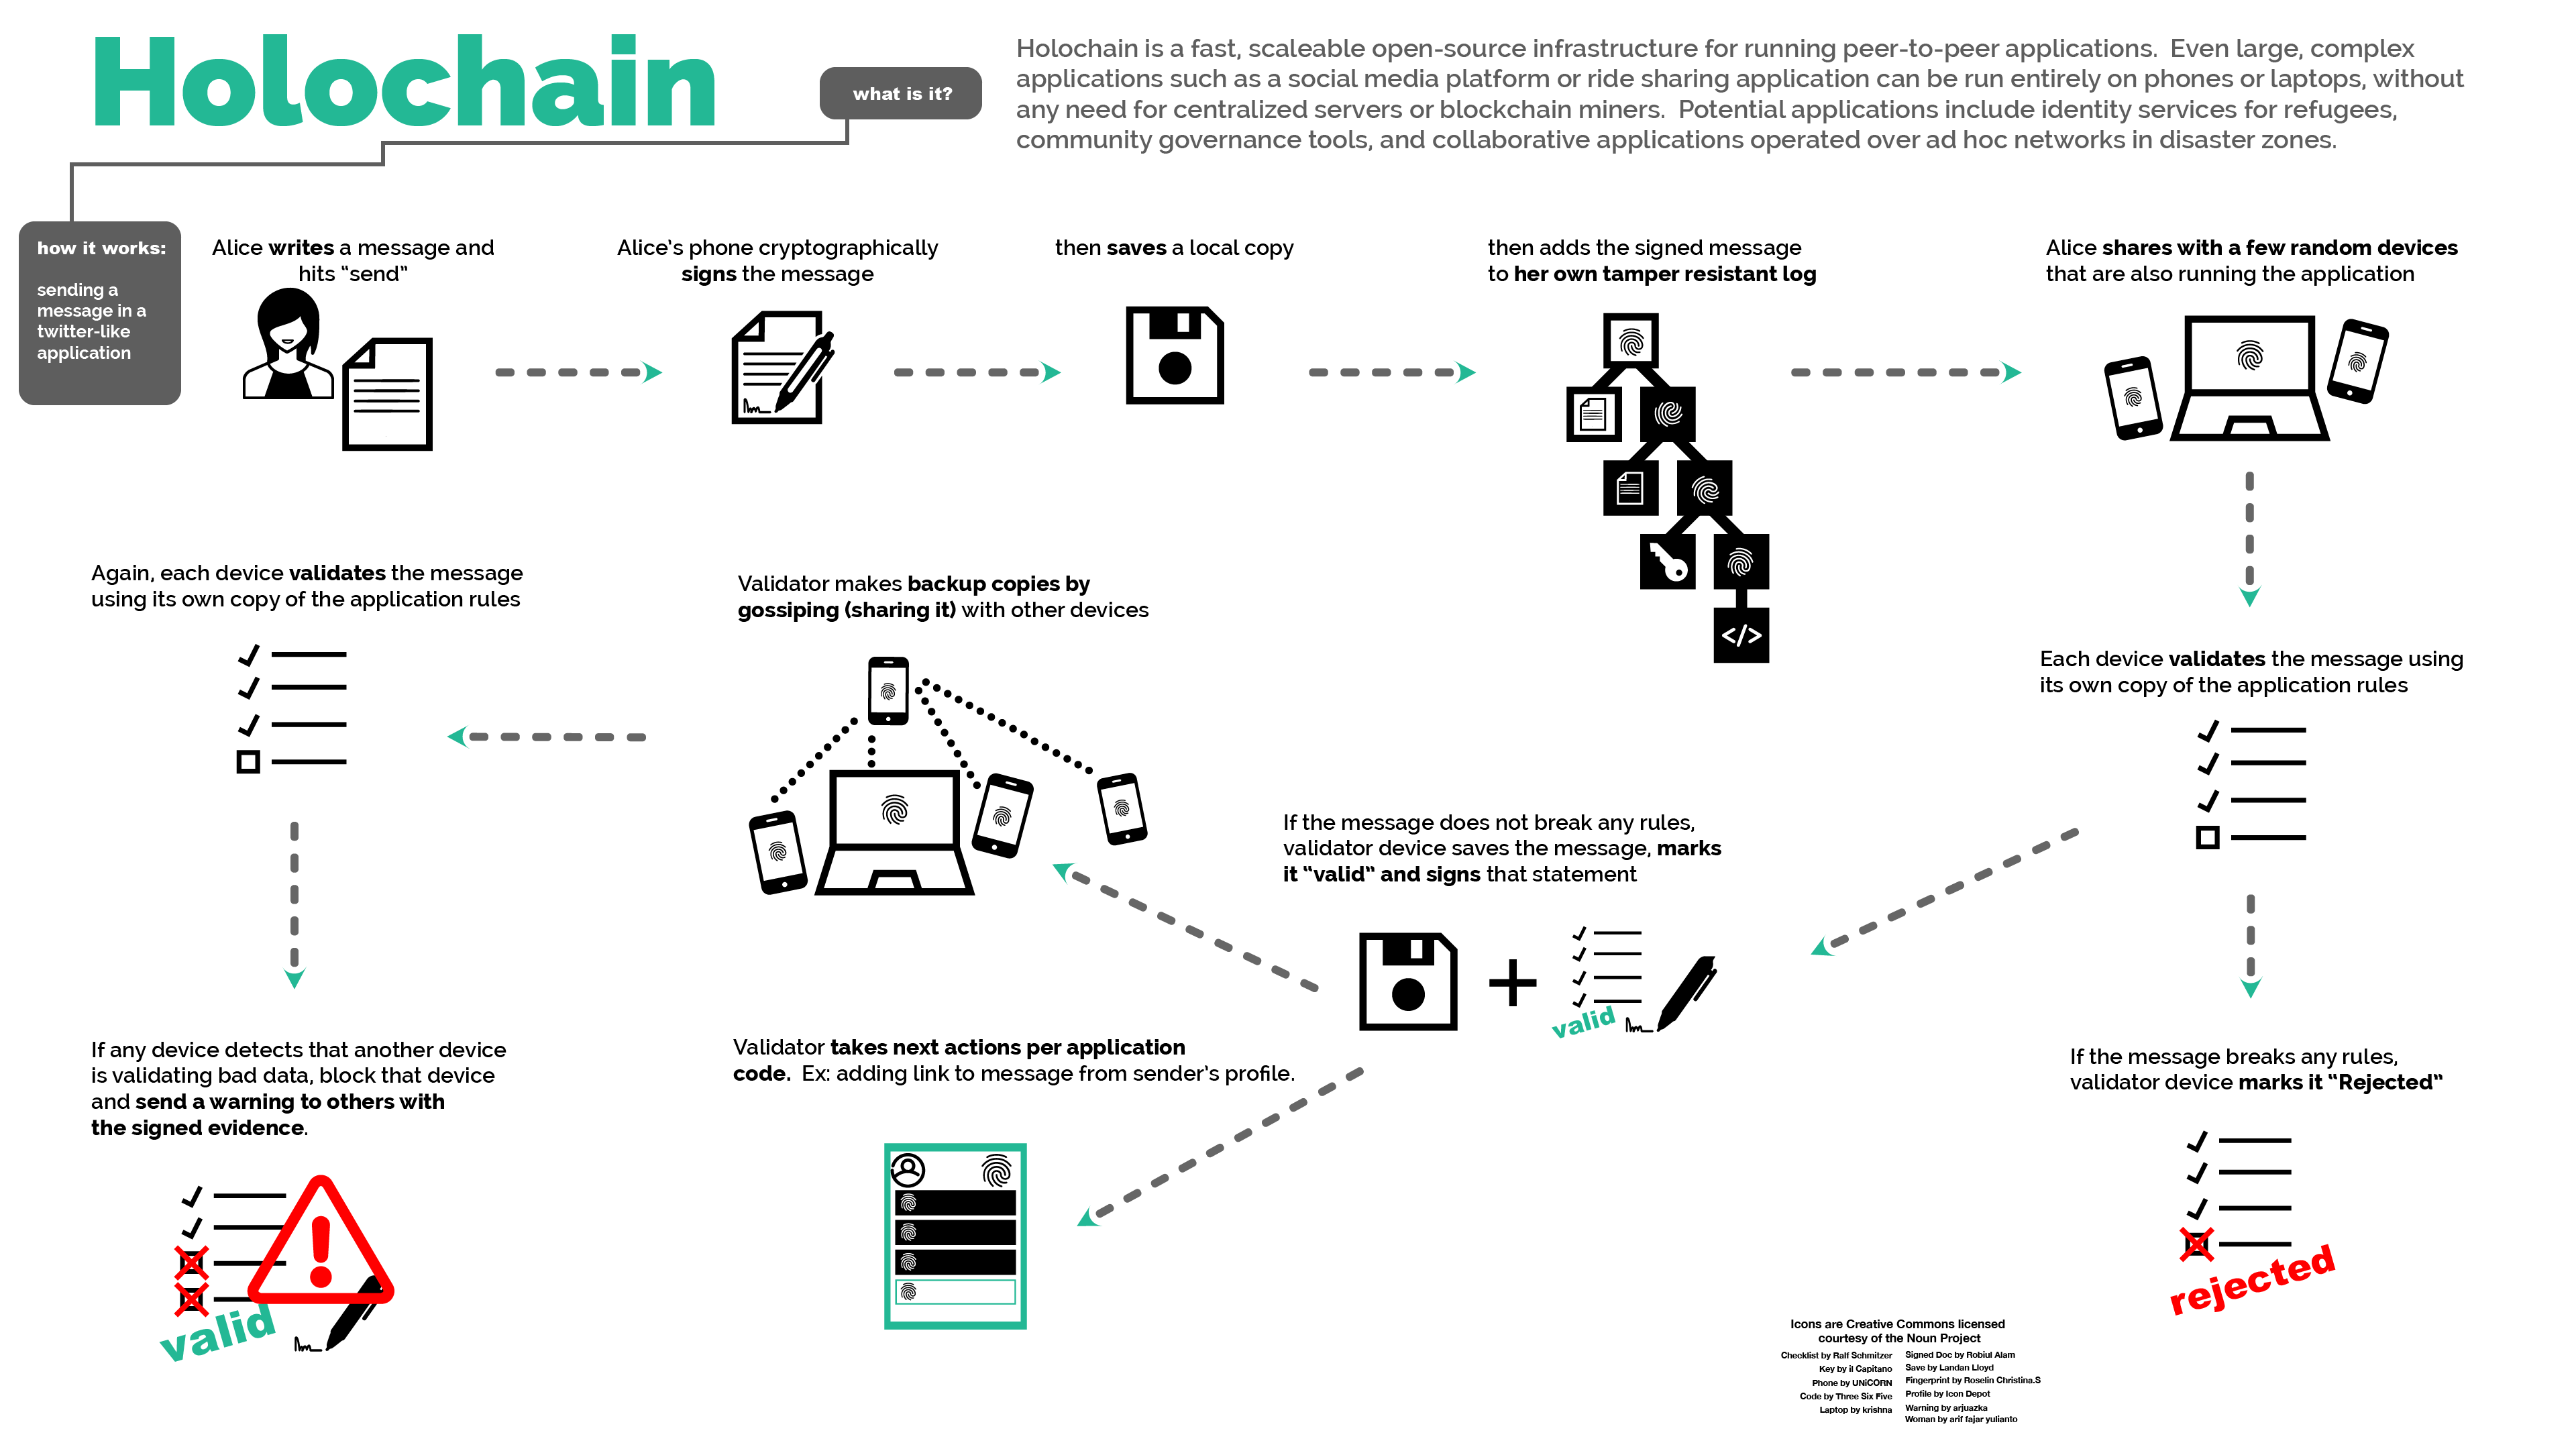 Holochain
what is it?
Holochain is a fast, scaleable open-source infrastructure for running peer-to-peer applications.  Even large, complex
applications such as a social media platform or ride sharing application can be run entirely on phones or laptops, without
any need for centralized servers or blockchain miners.  Potential applications include identity services for refugees,
community governance tools, and collaborative applications operated over ad hoc networks in disaster zones.
how it works:
sending a
message in a
twitter-like
application
Alice writes a message and
hits “send”
Alice’s phone cryptographically
signs the message
then saves a local copy
then adds the signed message
to her own tamper resistant log
</>
Alice shares with a few random devices
that are also running the application
Each device validates the message using
its own copy of the application rules
If the message breaks any rules,
validator device marks it “Rejected”
rejected
If the message does not break any rules,
validator device saves the message, marks
it “valid” and signs that statement
+
valid
Validator makes backup copies by
gossiping (sharing it) with other devices
Validator takes next actions per application
code.  Ex: adding link to message from sender’s profile.
Again, each device validates the message
using its own copy of the application rules
If any device detects that another device
is validating bad data, block that device
and send a warning to others with
the signed evidence.
!
valid
Icons are Creative Commons licensed
courtesy of the Noun Project
Checklist by Ralf Schmitzer
Key by il Capitano
Phone by UNiCORN
Code by Three Six Five
Laptop by krishna
Signed Doc by Robiul Alam
Save by Landan Lloyd
Fingerprint by Roselin Christina.S
Profile by Icon Depot
Warning by arjuazka
Woman by arif fajar yulianto